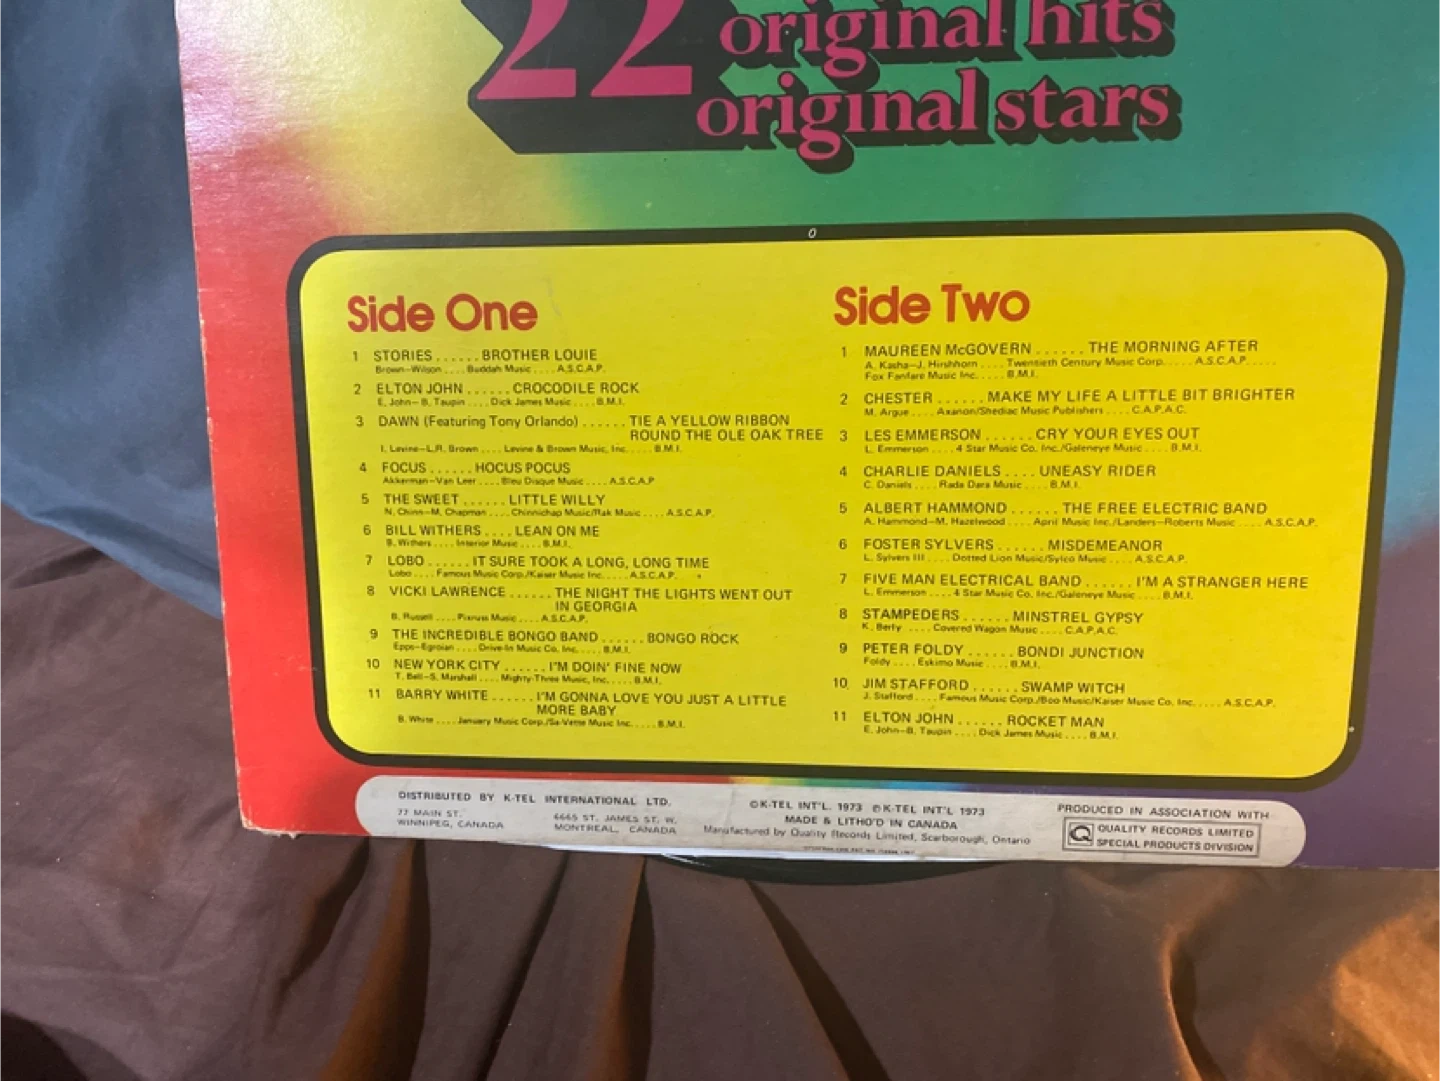 22 original hits
original stars
Side One
1 STORIES ...... BROTHER LOUIE
Brown–Wilson .... Buddah Music .... A.S.C.A.P.
2 ELTON JOHN ...... CROCODILE ROCK
E. John– B. Taupin .... Dick James Music .... B.M.I.
3 DAWN (Featuring Tony Orlando) ...... TIE A YELLOW RIBBON
ROUND THE OLE OAK TREE
I. Levine–L.R. Brown .... Levine & Brown Music, Inc. .... B.M.I.
4 FOCUS ...... HOCUS POCUS
Akkerman–Van Leer .... Bleu Disque Music .... A.S.C.A.P
5 THE SWEET ...... LITTLE WILLY
N. Chinn–M. Chapman .... Chinnichap Music/Rak Music .... A.S.C.A.P.
6 BILL WITHERS .... LEAN ON ME
B. Withers .... Interior Music .... B.M.I.
7 LOBO ...... IT SURE TOOK A LONG, LONG TIME
Lobo .... Famous Music Corp./Kaiser Music Inc. .... A.S.C.A.P.
8 VICKI LAWRENCE ...... THE NIGHT THE LIGHTS WENT OUT
IN GEORGIA
B. Russell .... Pixruss Music .... A.S.C.A.P.
9 THE INCREDIBLE BONGO BAND ...... BONGO ROCK
Epps–Egroian .... Drive-In Music Co, Inc. .... B.M.I.
10 NEW YORK CITY ...... I'M DOIN' FINE NOW
T. Bell–S. Marshall .... Mighty-Three Music, Inc. .... B.M.I.
11 BARRY WHITE ...... I'M GONNA LOVE YOU JUST A LITTLE
MORE BABY
B. White .... January Music Corp./Sa-Vette Music Inc. .... B.M.I.
Side Two
1 MAUREEN McGOVERN ...... THE MORNING AFTER
A. Kasha–J. Hirshhorn .... Twentieth Century Music Corp. .... A.S.C.A.P. ....
Fox Fanfare Music Inc. .... B.M.I.
2 CHESTER ...... MAKE MY LIFE A LITTLE BIT BRIGHTER
M. Argue .... Axanon/Shediac Music Publishers .... C.A.P.A.C.
3 LES EMMERSON ...... CRY YOUR EYES OUT
L. Emmerson .... 4 Star Music Co. Inc./Galeneye Music .... B.M.I.
4 CHARLIE DANIELS .... UNEASY RIDER
C. Daniels .... Rada Dara Music .... B.M.I.
5 ALBERT HAMMOND ...... THE FREE ELECTRIC BAND
A. Hammond–M. Hazelwood .... April Music Inc./Landers–Roberts Music .... A.S.C.A.P.
6 FOSTER SYLVERS ...... MISDEMEANOR
L. Sylvers III .... Dotted Lion Music/Sylco Music .... A.S.C.A.P.
7 FIVE MAN ELECTRICAL BAND ...... I'M A STRANGER HERE
L. Emmerson .... 4 Star Music Co. Inc./Galeneye Music .... B.M.I.
8 STAMPEDERS ...... MINSTREL GYPSY
K. Berly ..... Covered Wagon Music .... C.A.P.A.C.
9 PETER FOLDY ...... BONDI JUNCTION
Foldy .... Eskimo Music .... B.M.I.
10 JIM STAFFORD ...... SWAMP WITCH
J. Stafford .... Famous Music Corp./Boo Music/Kaiser Music Co, Inc. .... A.S.C.A.P.
11 ELTON JOHN ...... ROCKET MAN
E. John–B. Taupin .... Dick James Music .... B.M.I.
DISTRIBUTED BY K-TEL INTERNATIONAL LTD.
77 MAIN ST.
WINNIPEG, CANADA
4665 ST. JAMES ST. W.
MONTREAL, CANADA
© K-TEL INT'L. 1973 ℗ K-TEL INT'L 1973
MADE & LITHO'D IN CANADA
Manufactured by Quality Records Limited, Scarborough, Ontario
PRODUCED IN ASSOCIATION WITH
Q QUALITY RECORDS LIMITED
SPECIAL PRODUCTS DIVISION